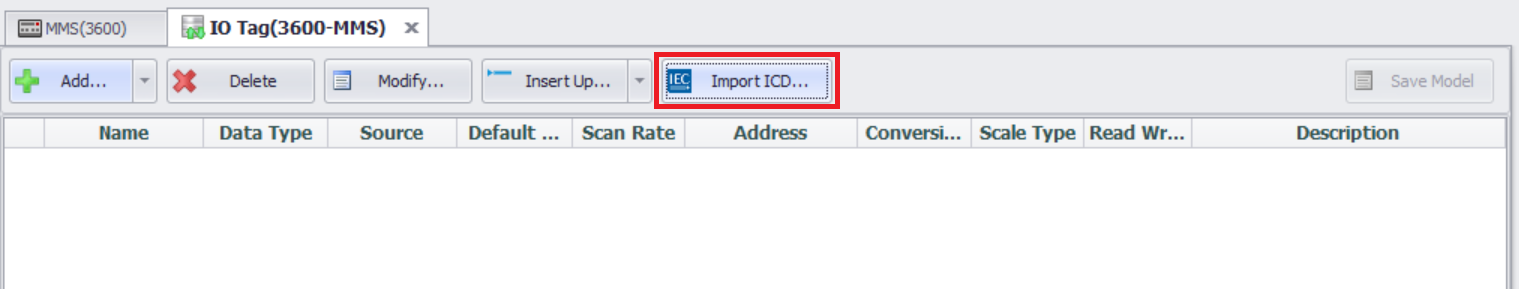 MMS(3600) IO Tag(3600-MMS) ×
Add... Delete Modify... Insert Up... IEC Import ICD... Save Model
Name Data Type Source Default ... Scan Rate Address Conversi... Scale Type Read Wr... Description